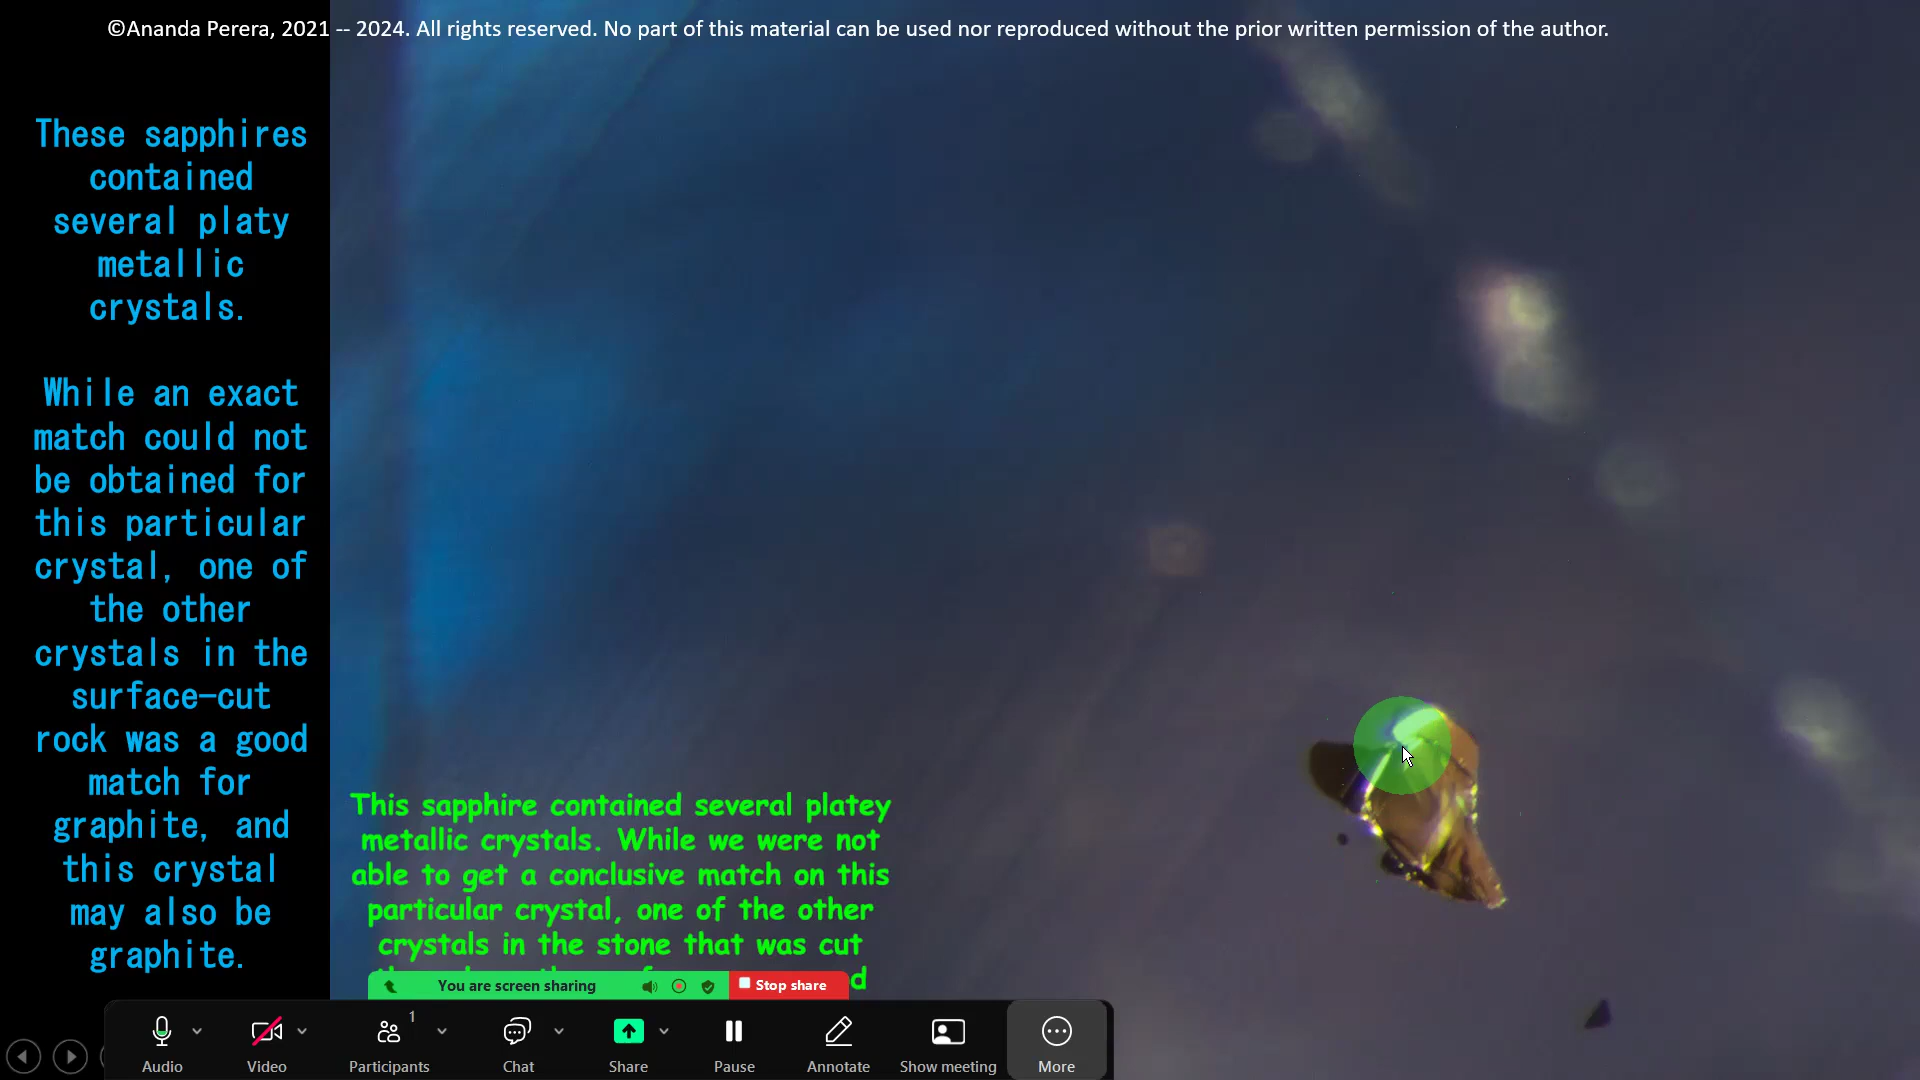 ©Ananda Perera, 2021 -- 2024. All rights reserved. No part of this material can be used nor reproduced without the prior written permission of the author.
These sapphires
contained
several platy
metallic
crystals.
While an exact
match could not
be obtained for
this particular
crystal, one of
the other
crystals in the
surface-cut
rock was a good
match for
graphite, and
this crystal
may also be
graphite.
This sapphire contained several platey
metallic crystals. While we were not
able to get a conclusive match on this
particular crystal, one of the other
crystals in the stone that was cut
You are screen sharing
Stop share
1
Audio
Video
Participants
Chat
Share
Pause
Annotate
Show meeting
More